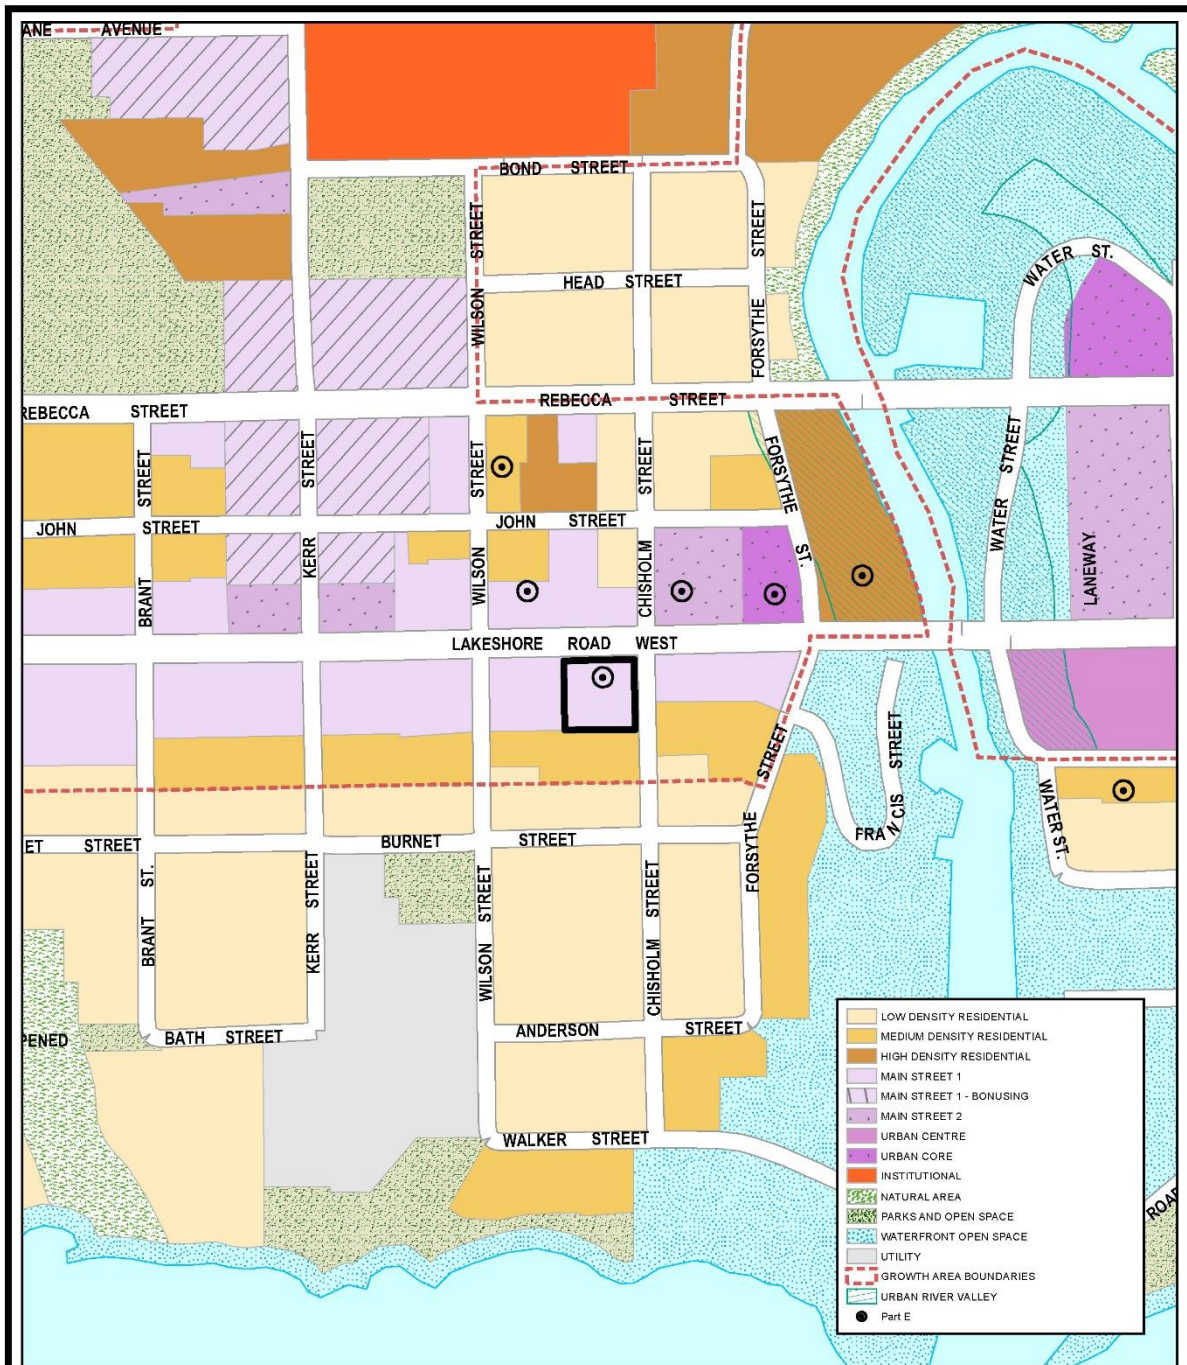 ANE AVENUE
BOND STREET
WILSON STREET
STREET
FORSYTHE
HEAD STREET
WATER ST.
REBECCA STREET
REBECCA STREET
STREET
KERR STREET
STREET
STREET
FORSYTHE ST.
WATER STREET
JOHN STREET
JOHN STREET
BRANT
KERR
WILSON
CHISHOLM
LANEWAY
LAKESHORE ROAD WEST
FORSYTHE STREET
FRANCIS STREET
WATER ST.
ET STREET
BURNET STREET
BRANT ST.
KERR STREET
WILSON STREET
CHISHOLM STREET
PENED
BATH STREET
ANDERSON STREET
WALKER STREET
ROAD
LOW DENSITY RESIDENTIAL
MEDIUM DENSITY RESIDENTIAL
HIGH DENSITY RESIDENTIAL
MAIN STREET 1
MAIN STREET 1 - BONUSING
MAIN STREET 2
URBAN CENTRE
URBAN CORE
INSTITUTIONAL
NATURAL AREA
PARKS AND OPEN SPACE
WATERFRONT OPEN SPACE
UTILITY
GROWTH AREA BOUNDARIES
URBAN RIVER VALLEY
Part E